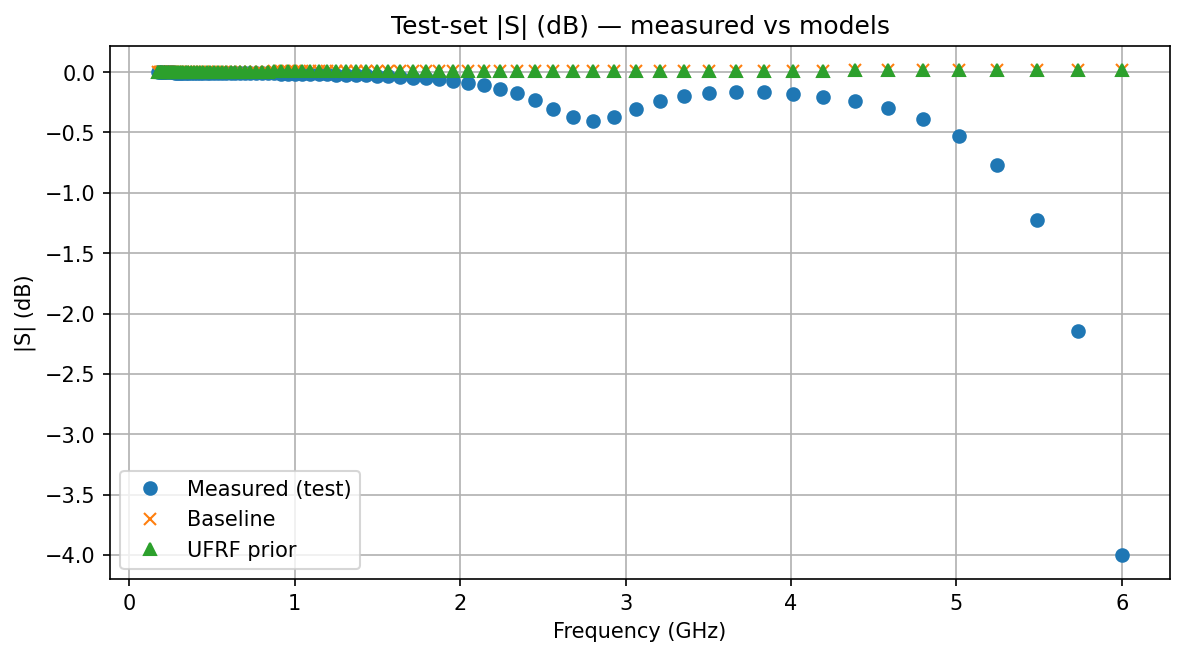 Test-set |S| (dB) — measured vs models
|S| (dB)
0.0
−0.5
−1.0
−1.5
−2.0
−2.5
−3.0
−3.5
−4.0
Measured (test)
Baseline
UFRF prior
0 1 2 3 4 5 6
Frequency (GHz)